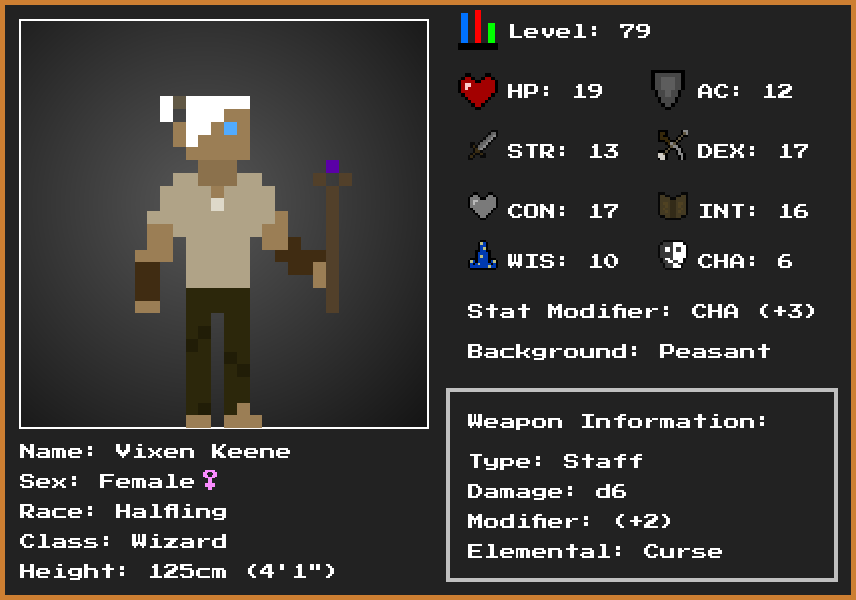 Level: 79
HP: 19
AC: 12
STR: 13
DEX: 17
CON: 17
INT: 16
WIS: 10
CHA: 6
Stat Modifier: CHA (+3)
Background: Peasant
Weapon Information:
Type: Staff
Damage: d6
Modifier: (+2)
Elemental: Curse
Name: Vixen Keene
Sex: Female♀
Race: Halfling
Class: Wizard
Height: 125cm (4'1")